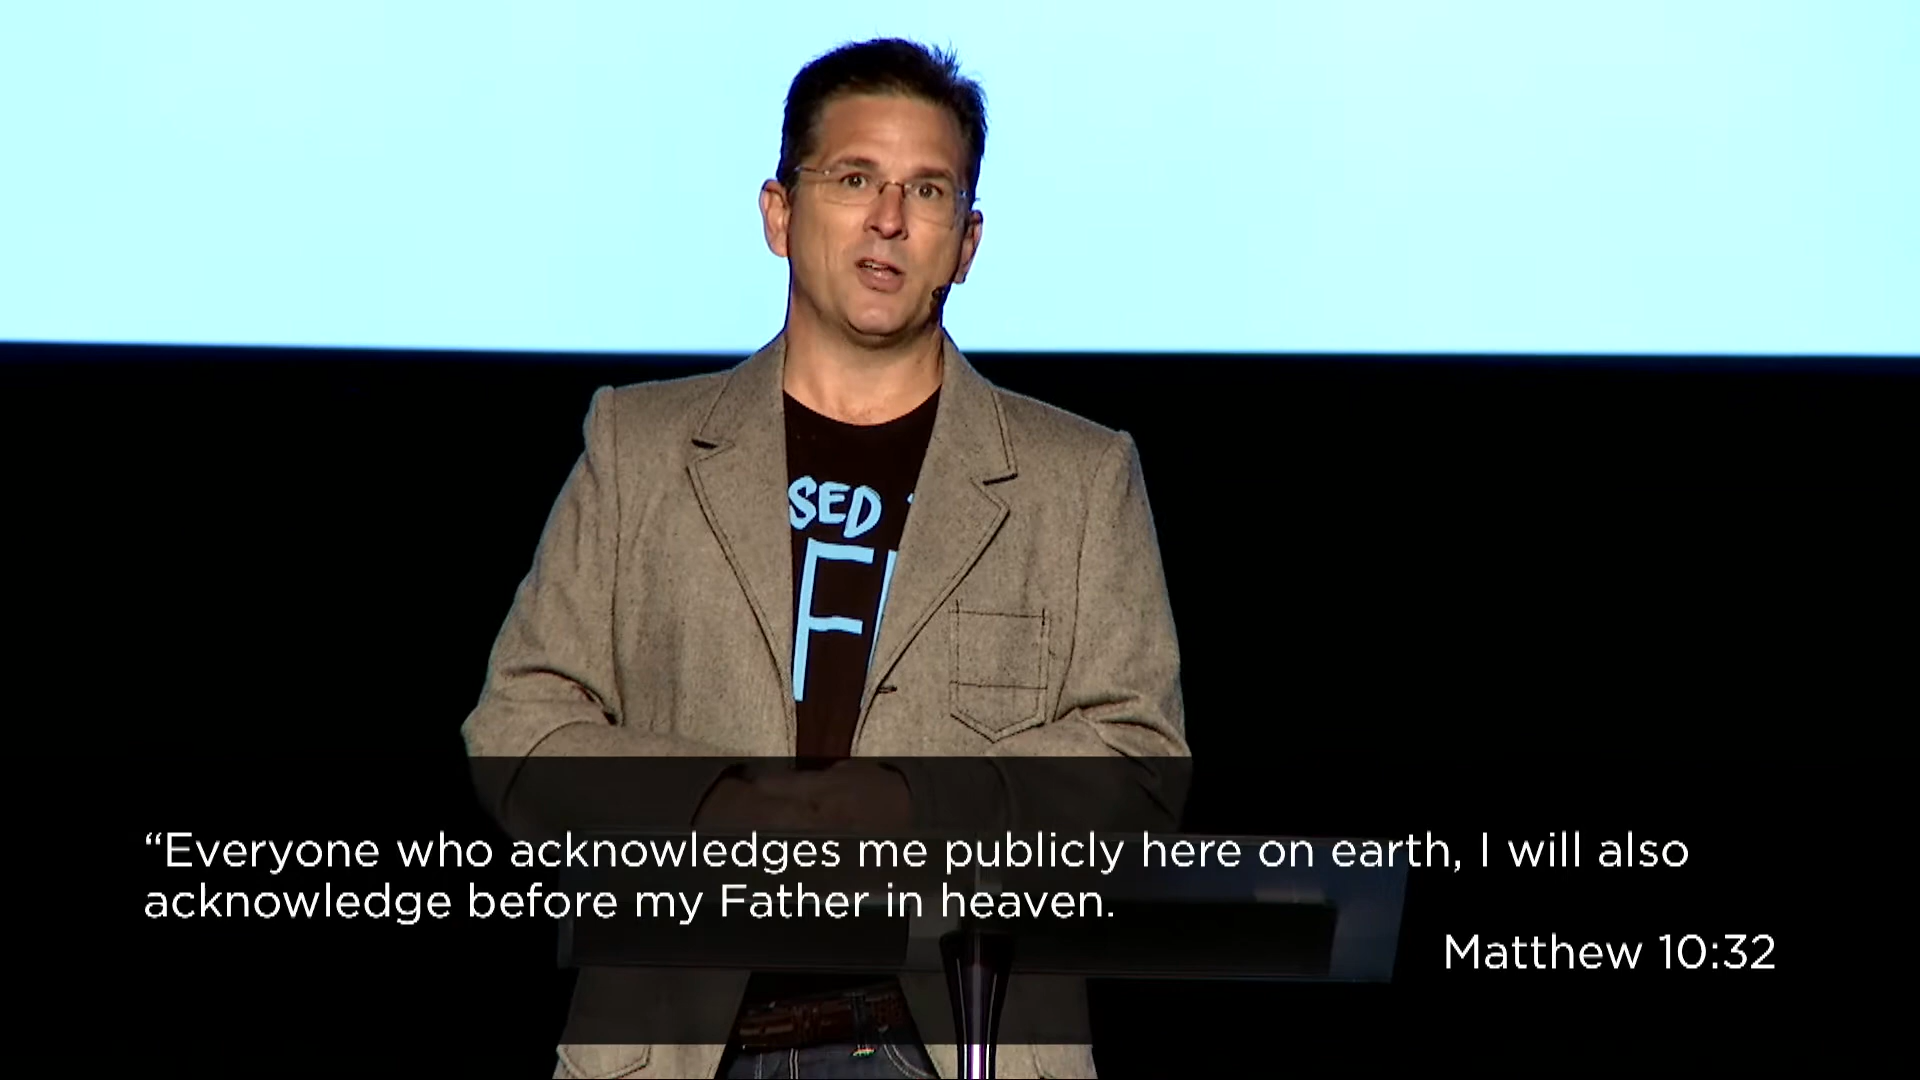 SED
“Everyone who acknowledges me publicly here on earth, I will also
acknowledge before my Father in heaven.
Matthew 10:32